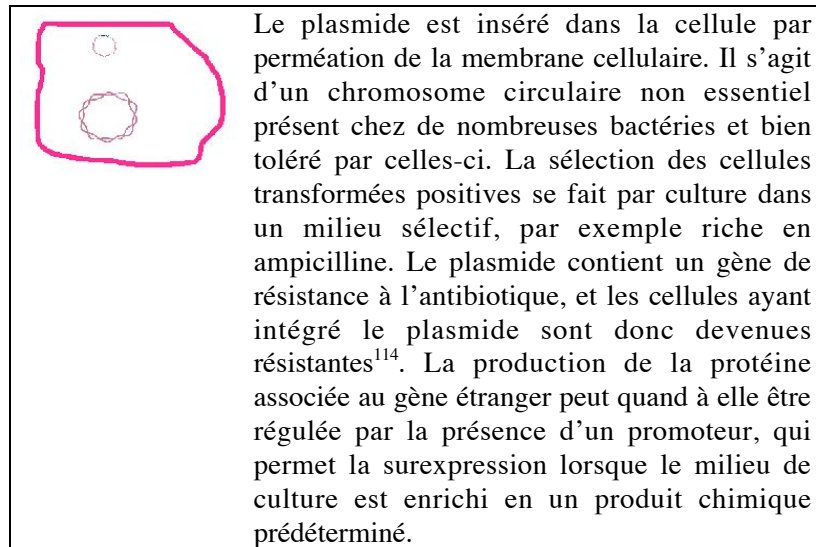 Le plasmide est inséré dans la cellule par
perméation de la membrane cellulaire. Il s’agit
d’un chromosome circulaire non essentiel
présent chez de nombreuses bactéries et bien
toléré par celles-ci. La sélection des cellules
transformées positives se fait par culture dans
un milieu sélectif, par exemple riche en
ampicilline. Le plasmide contient un gène de
résistance à l’antibiotique, et les cellules ayant
intégré le plasmide sont donc devenues
résistantes¹¹⁴. La production de la protéine
associée au gène étranger peut quand à elle être
régulée par la présence d’un promoteur, qui
permet la surexpression lorsque le milieu de
culture est enrichi en un produit chimique
prédéterminé.